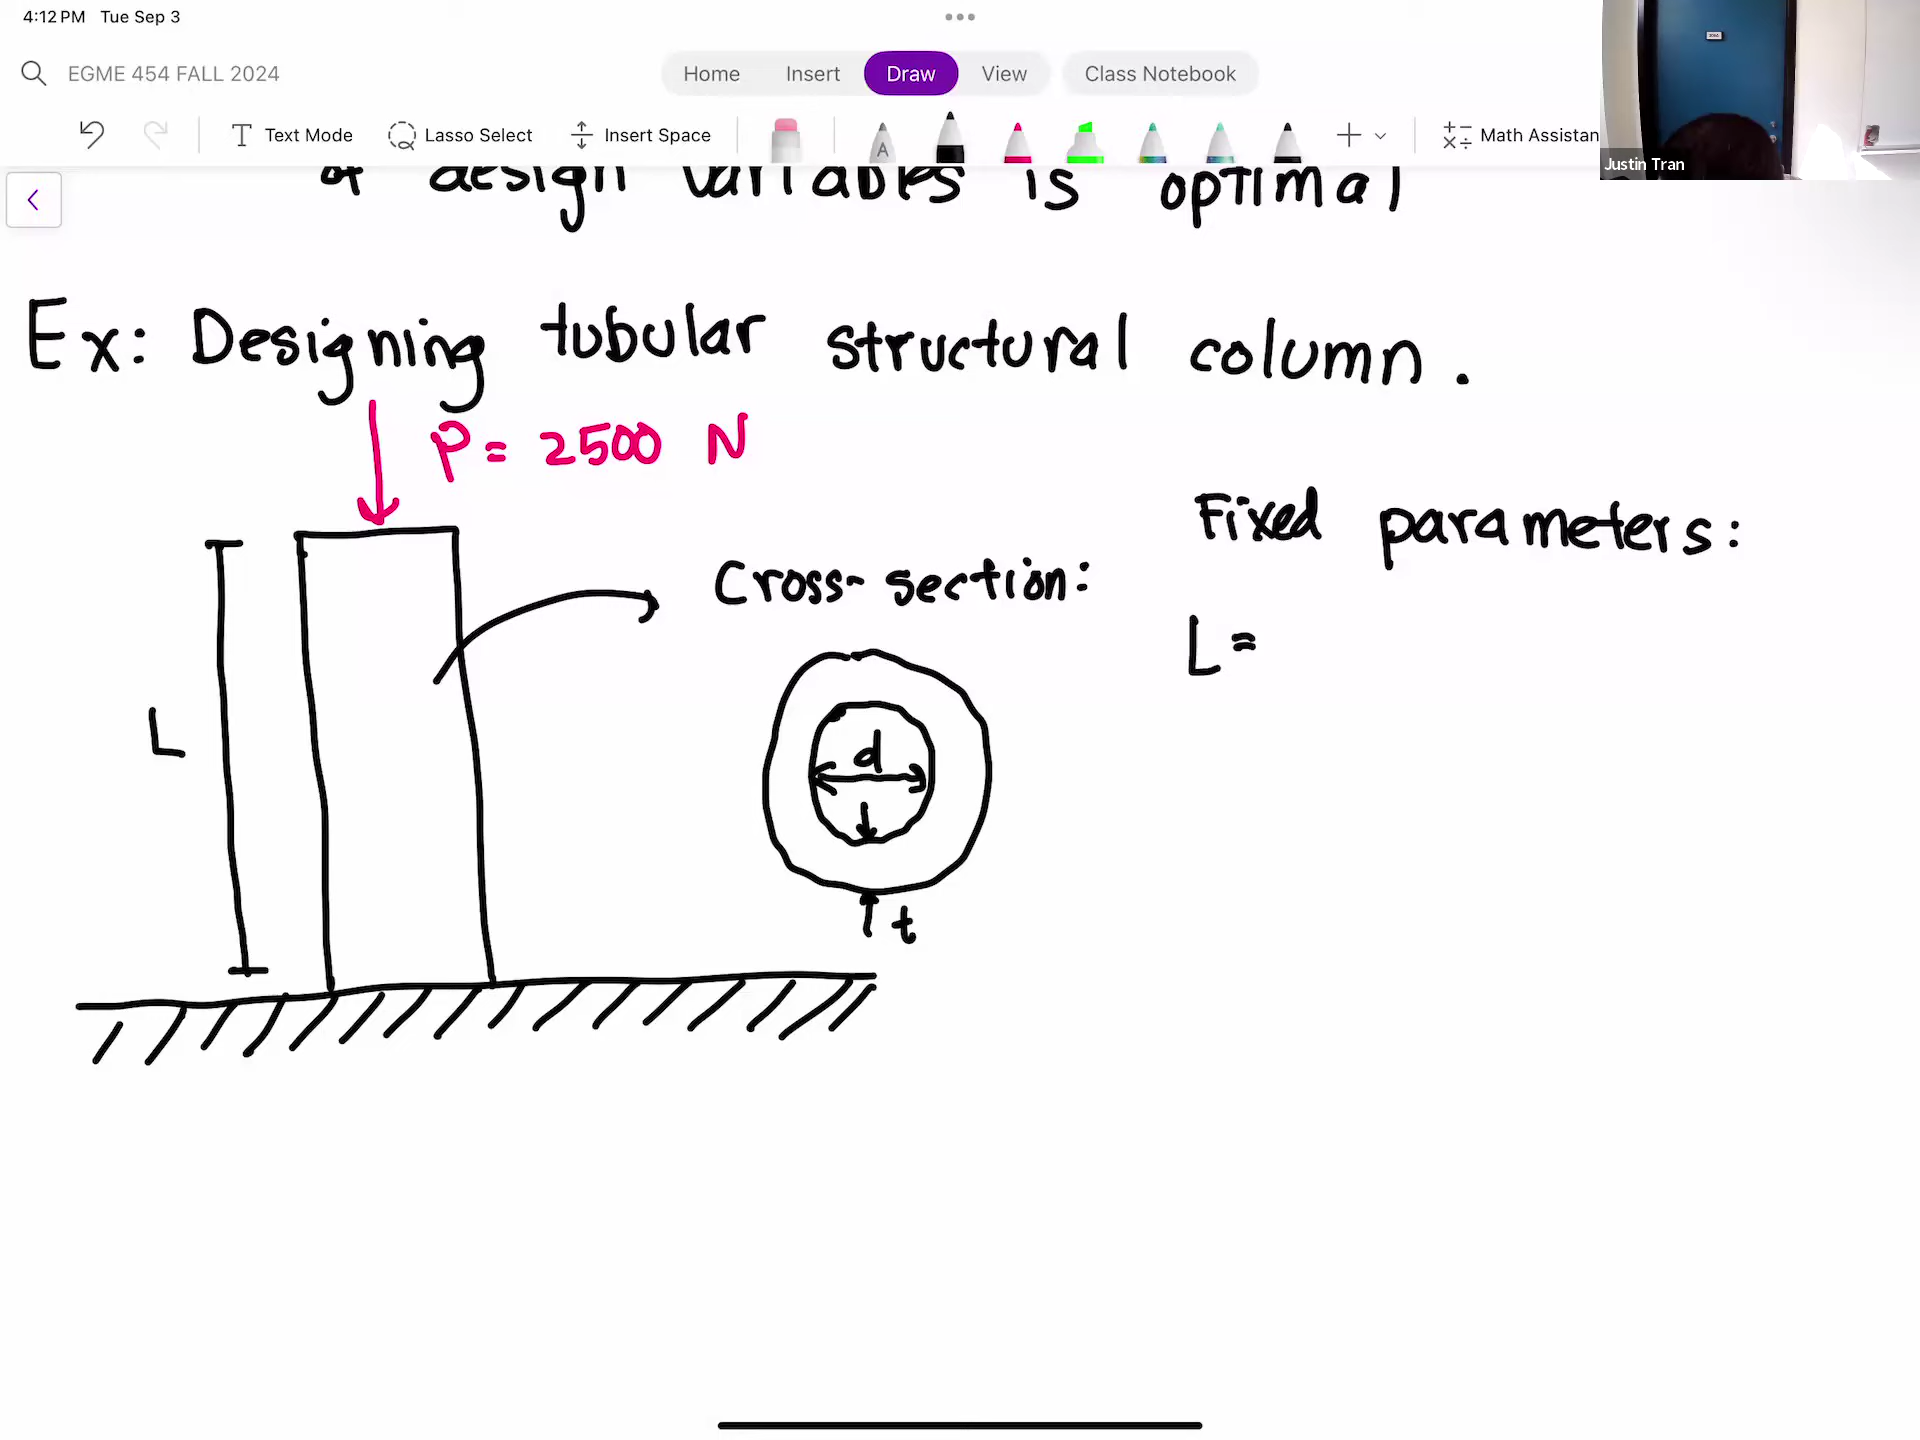 4:12 PM Tue Sep 3
EGME 454 FALL 2024
Home Insert Draw View Class Notebook
Text Mode Lasso Select Insert Space A Math Assistan
Justin Tran
of design variables is optimal
Ex: Designing tubular structural column.
P = 2500 N
Fixed parameters:
Cross-section:
L =
L
d
t